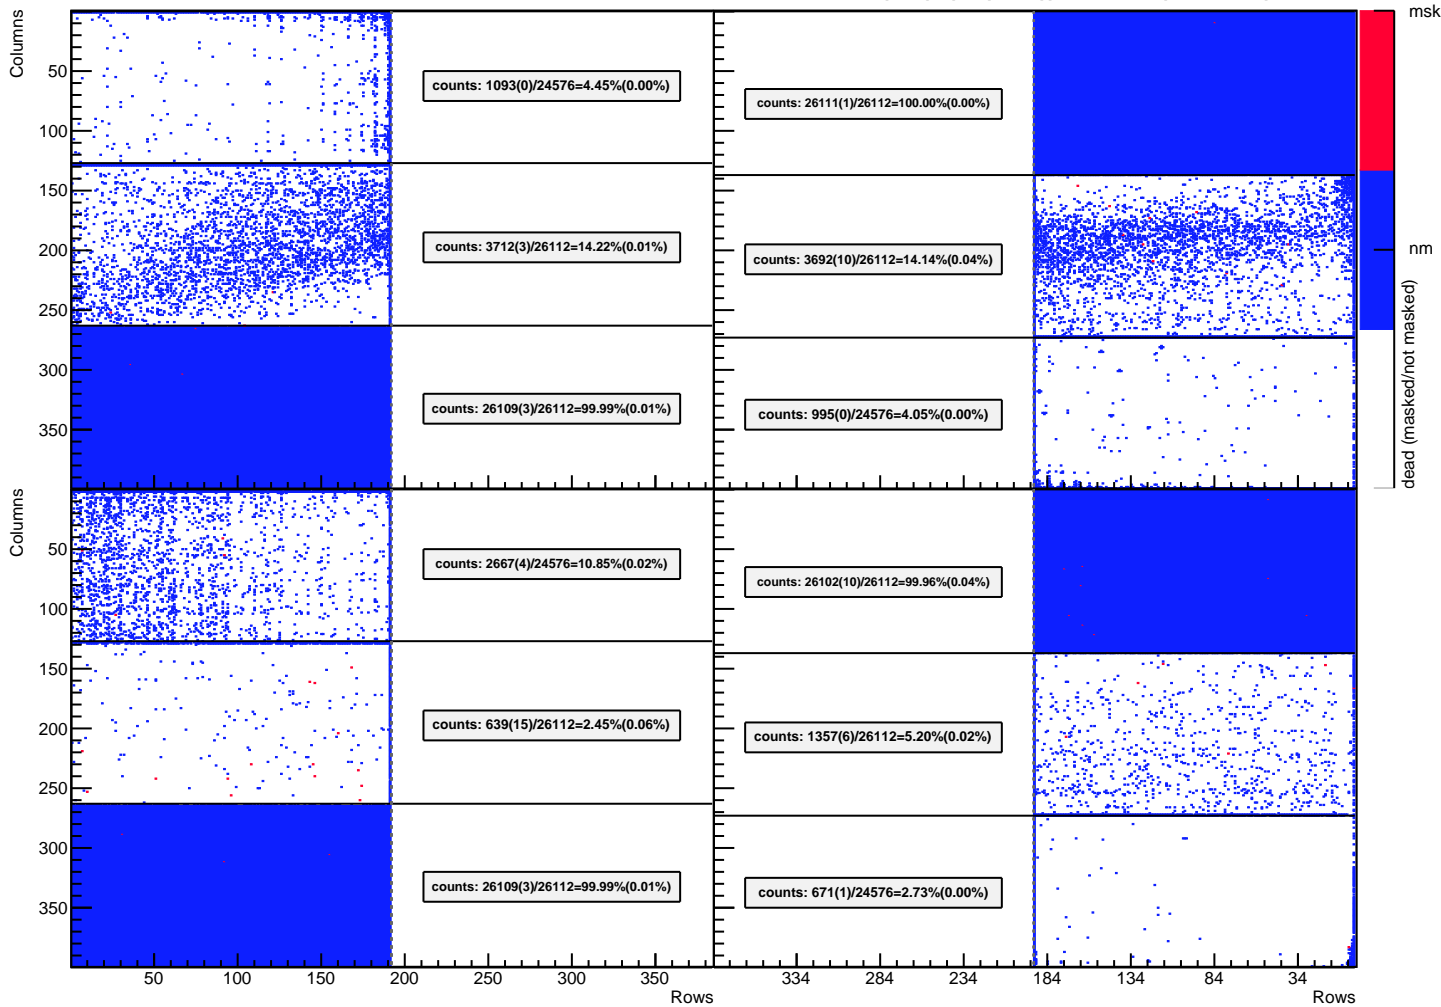 msk
Columns
50
100
150
200
250
300
350
counts: 1093(0)/24576=4.45%(0.00%)
counts: 26111(1)/26112=100.00%(0.00%)
counts: 3712(3)/26112=14.22%(0.01%)
counts: 3692(10)/26112=14.14%(0.04%)
counts: 26109(3)/26112=99.99%(0.01%)
counts: 995(0)/24576=4.05%(0.00%)
nm
dead (masked/not masked)
Columns
50
100
150
200
250
300
350
counts: 2667(4)/24576=10.85%(0.02%)
counts: 26102(10)/26112=99.96%(0.04%)
counts: 639(15)/26112=2.45%(0.06%)
counts: 1357(6)/26112=5.20%(0.02%)
counts: 26109(3)/26112=99.99%(0.01%)
counts: 671(1)/24576=2.73%(0.00%)
50 100 150 200 250 300 350
Rows
334 284 234 184 134 84 34
Rows